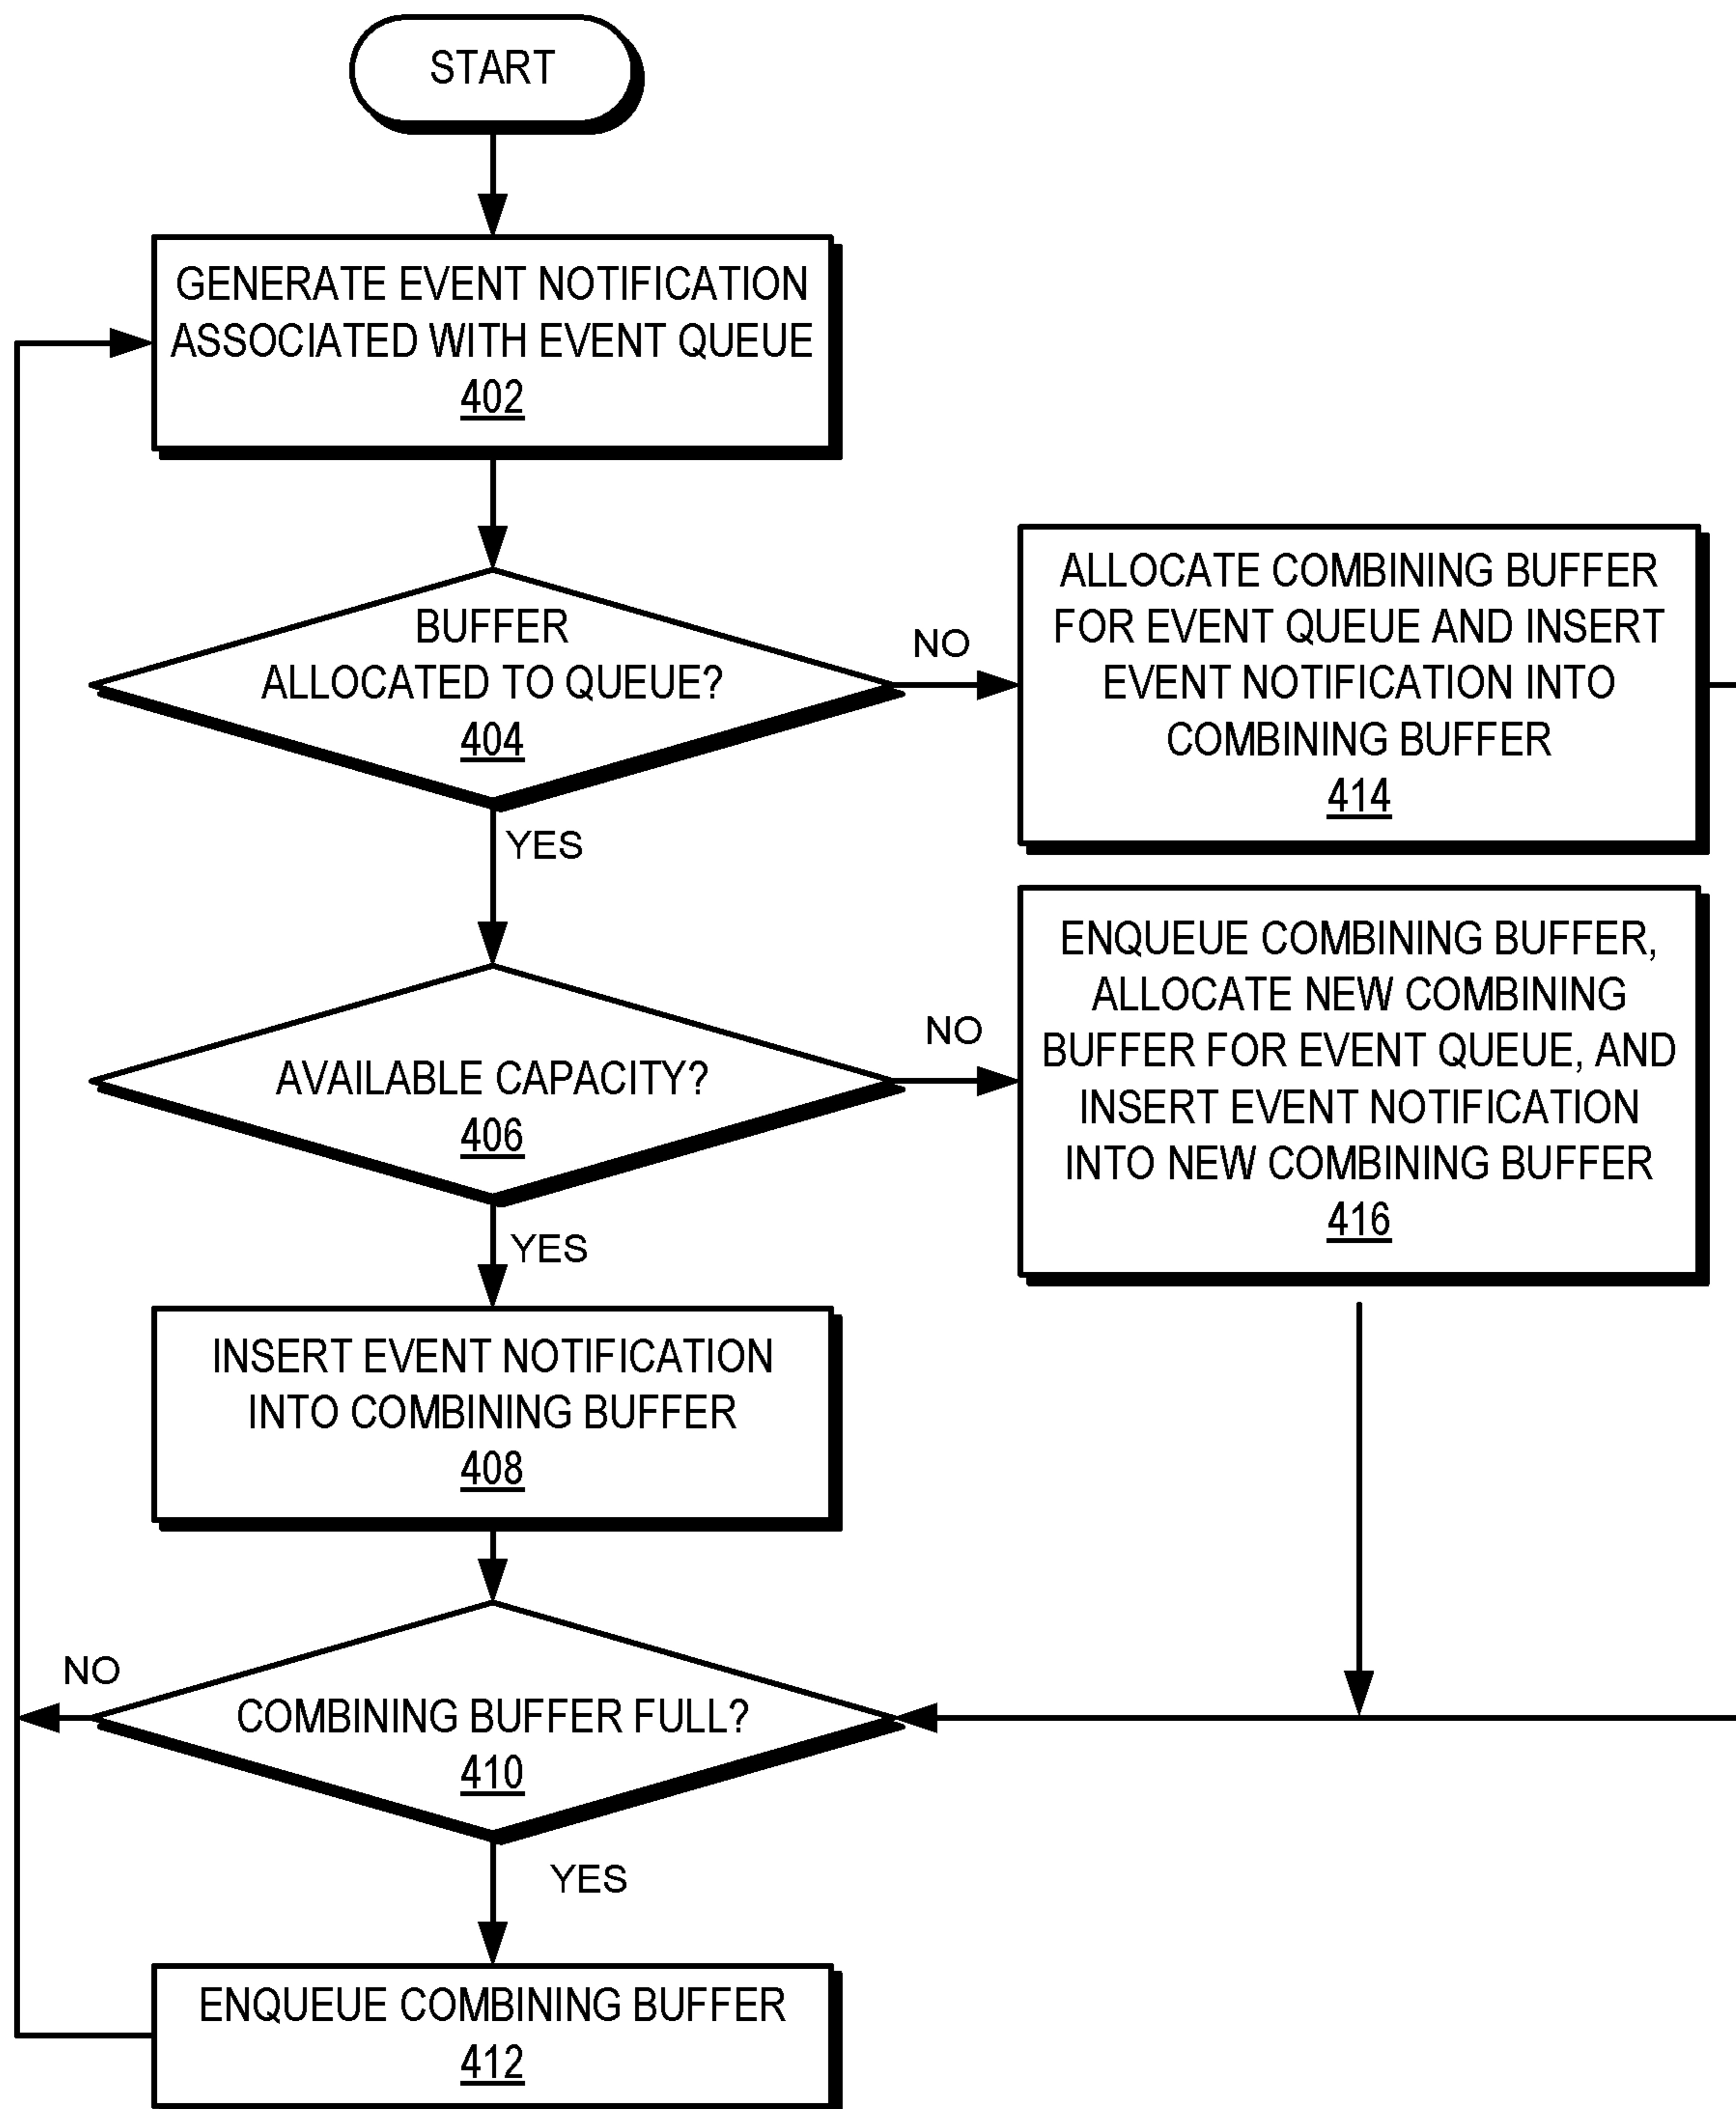 START
GENERATE EVENT NOTIFICATION
ASSOCIATED WITH EVENT QUEUE
402
BUFFER
ALLOCATED TO QUEUE?
404
NO
ALLOCATE COMBINING BUFFER
FOR EVENT QUEUE AND INSERT
EVENT NOTIFICATION INTO
COMBINING BUFFER
414
YES
AVAILABLE CAPACITY?
406
NO
ENQUEUE COMBINING BUFFER,
ALLOCATE NEW COMBINING
BUFFER FOR EVENT QUEUE, AND
INSERT EVENT NOTIFICATION
INTO NEW COMBINING BUFFER
416
YES
INSERT EVENT NOTIFICATION
INTO COMBINING BUFFER
408
NO
COMBINING BUFFER FULL?
410
YES
ENQUEUE COMBINING BUFFER
412